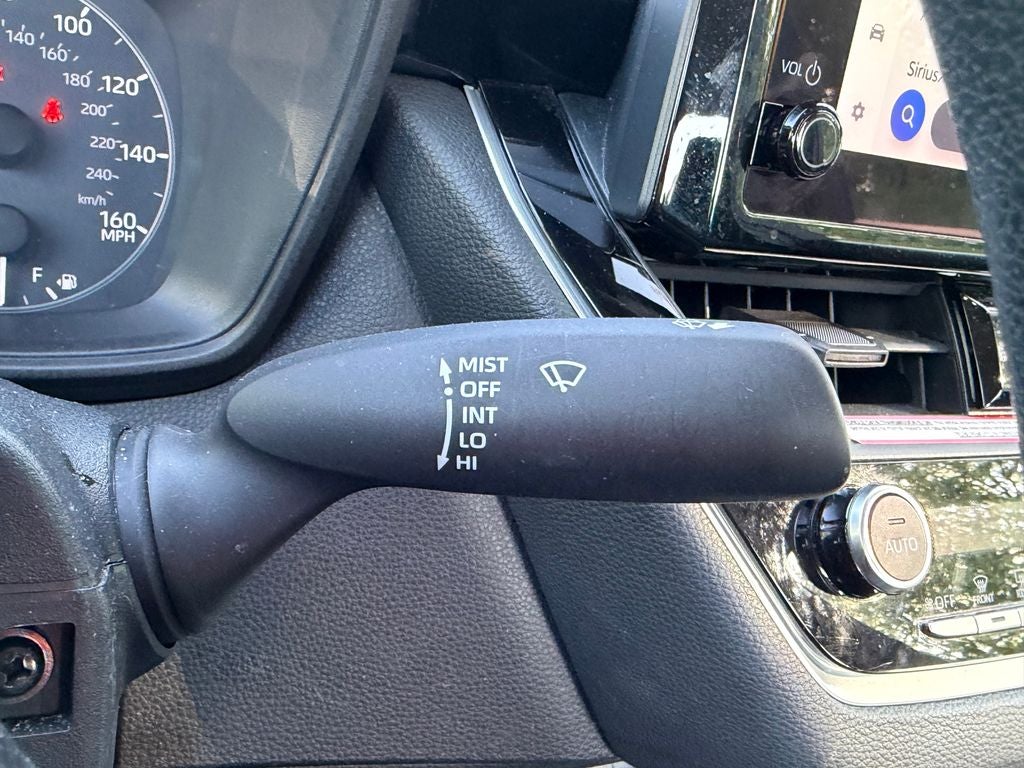 100
140
160
180
120
200
220
140
240
km/h
160
MPH
F
VOL
Sirius
MIST
OFF
INT
LO
HI
AUTO
OFF
FRONT